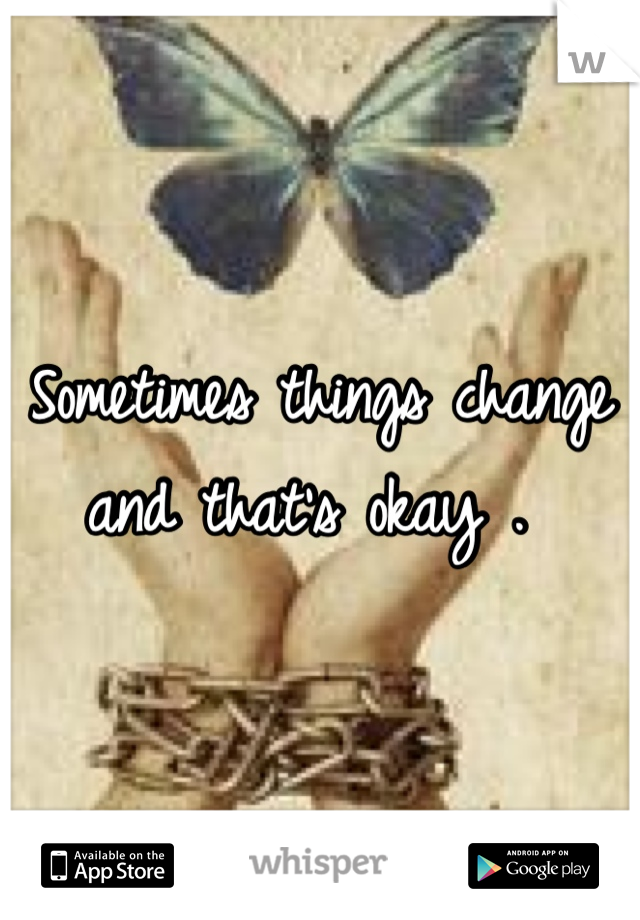 w
Sometimes things change
and that's okay .
Available on the
App Store
whisper
ANDROID APP ON
Google play